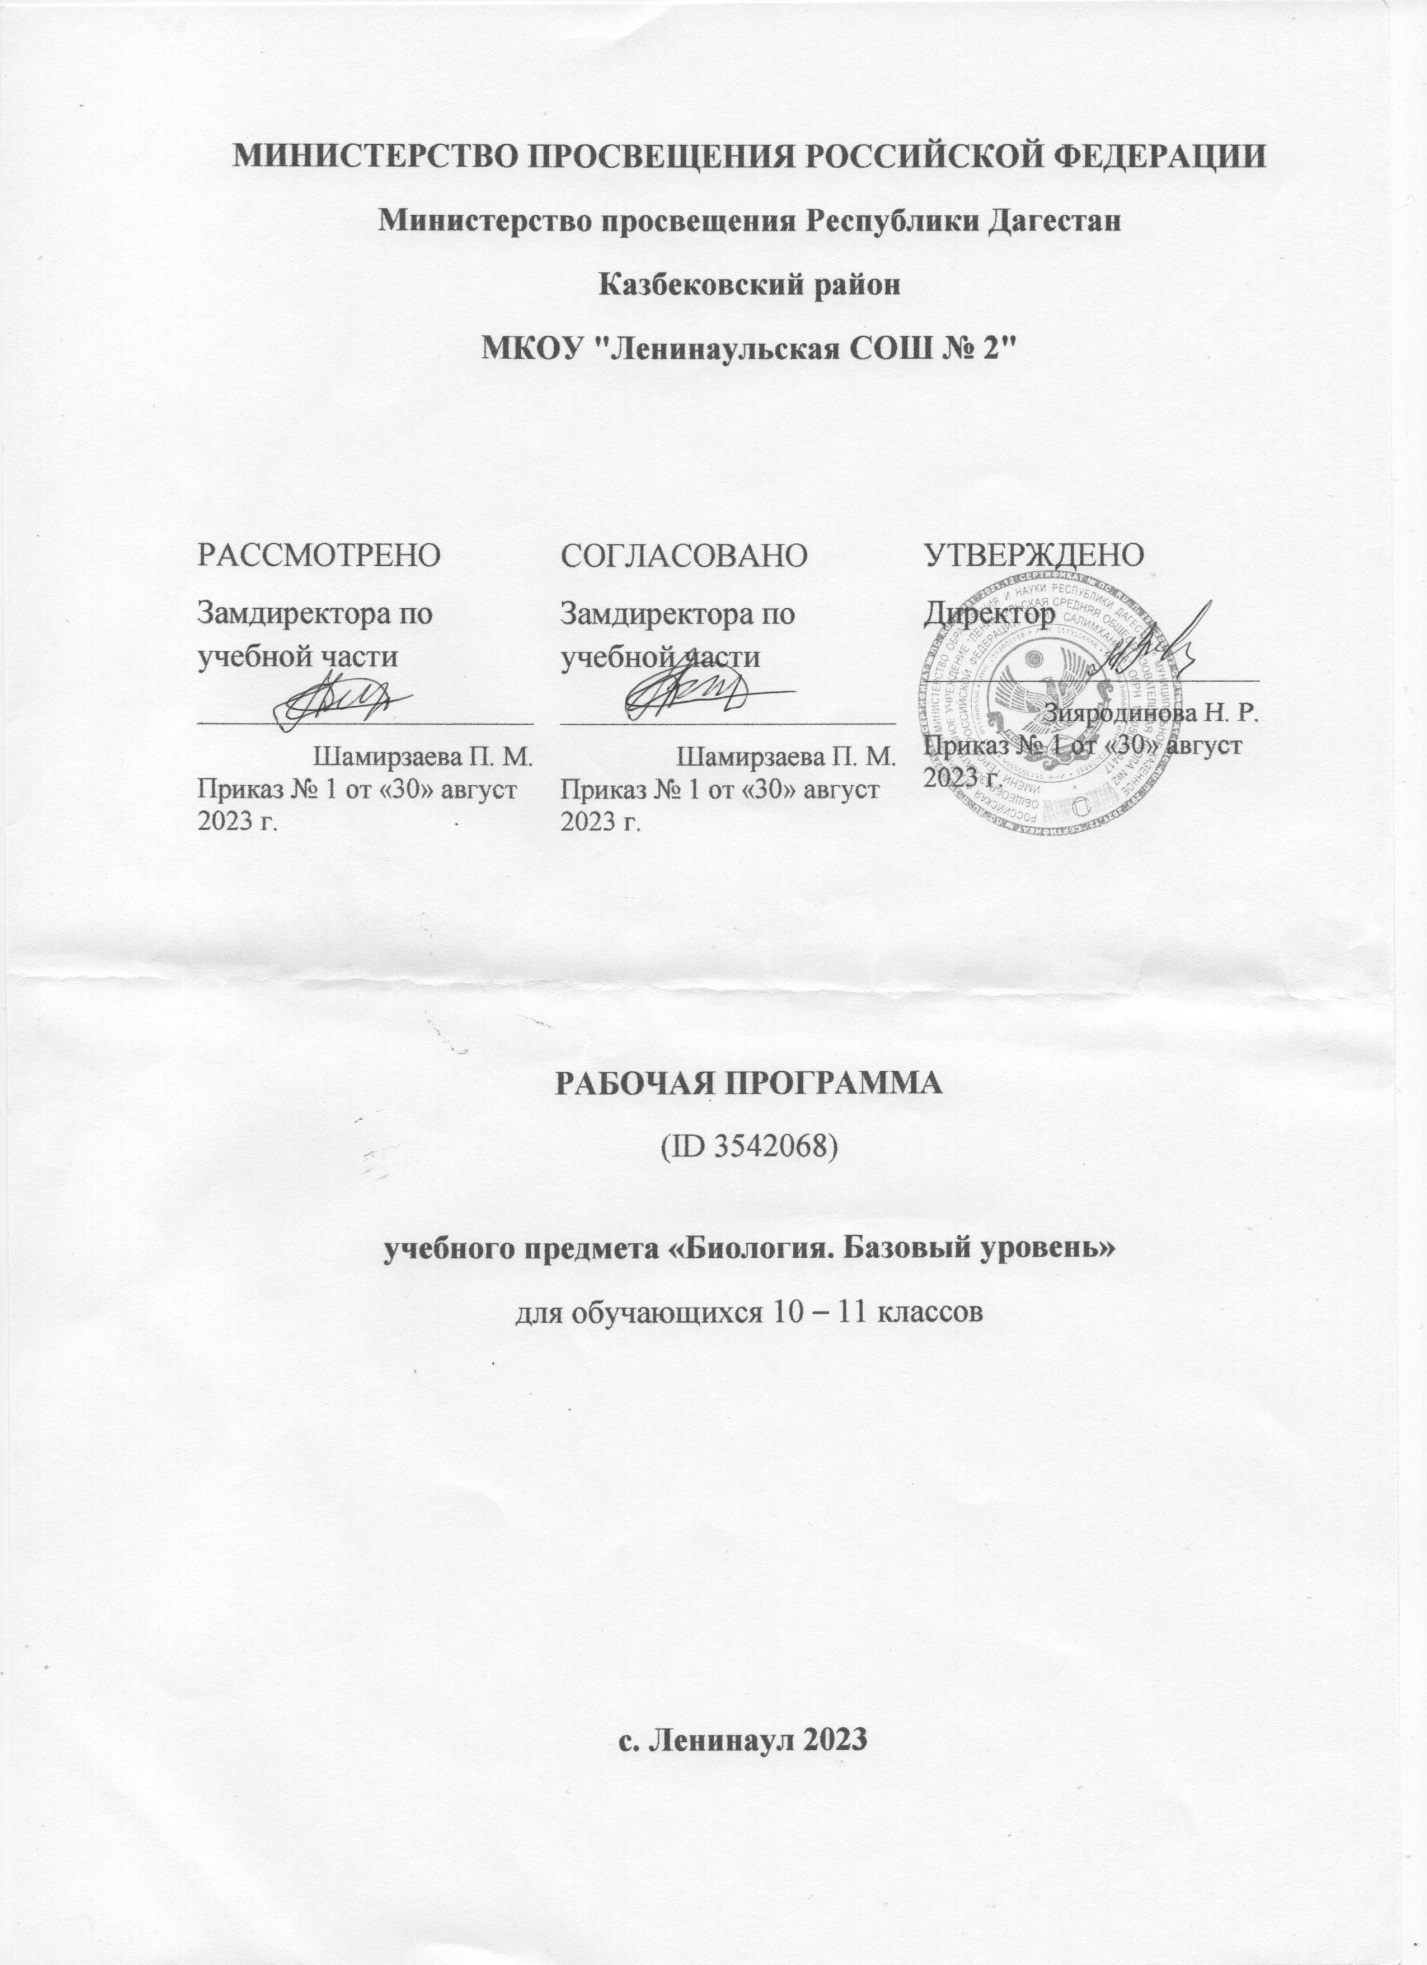 МИНИСТЕРСТВО ПРОСВЕЩЕНИЯ РОССИЙСКОЙ ФЕДЕРАЦИИ
Министерство просвещения Республики Дагестан
Казбековский район
МКОУ "Ленинаульская СОШ № 2"
РАССМОТРЕНО
Замдиректора по
учебной части
Шамирзаева П. М.
Приказ № 1 от «30» август
2023 г.
СОГЛАСОВАНО
Замдиректора по
учебной части
Шамирзаева П. М.
Приказ № 1 от «30» август
2023 г.
УТВЕРЖДЕНО
Директор
Зияродинова Н. Р.
Приказ № 1 от «30» август
2023 г.
РАБОЧАЯ ПРОГРАММА
(ID 3542068)
учебного предмета «Биология. Базовый уровень»
для обучающихся 10 – 11 классов
с. Ленинаул 2023